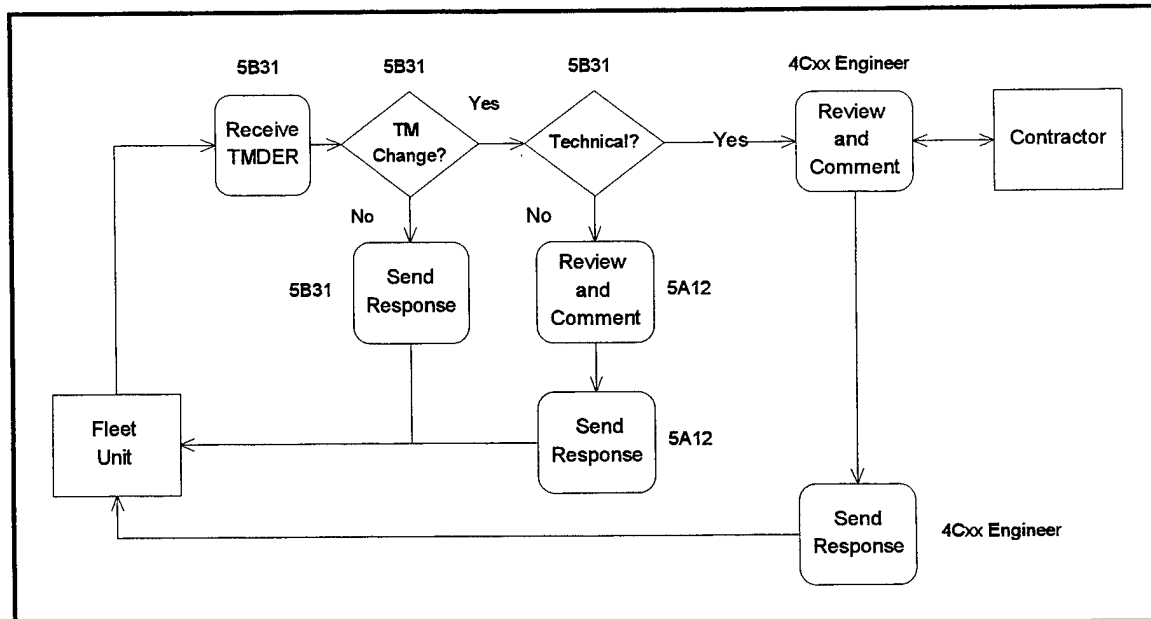 5B31
5B31
5B31
4Cxx Engineer
Receive
TMDER
TM
Change?
Yes
Technical?
Yes
Review
and
Comment
Contractor
No
No
5B31
Send
Response
Review
and
Comment
5A12
Fleet
Unit
Send
Response
5A12
Send
Response
4Cxx Engineer